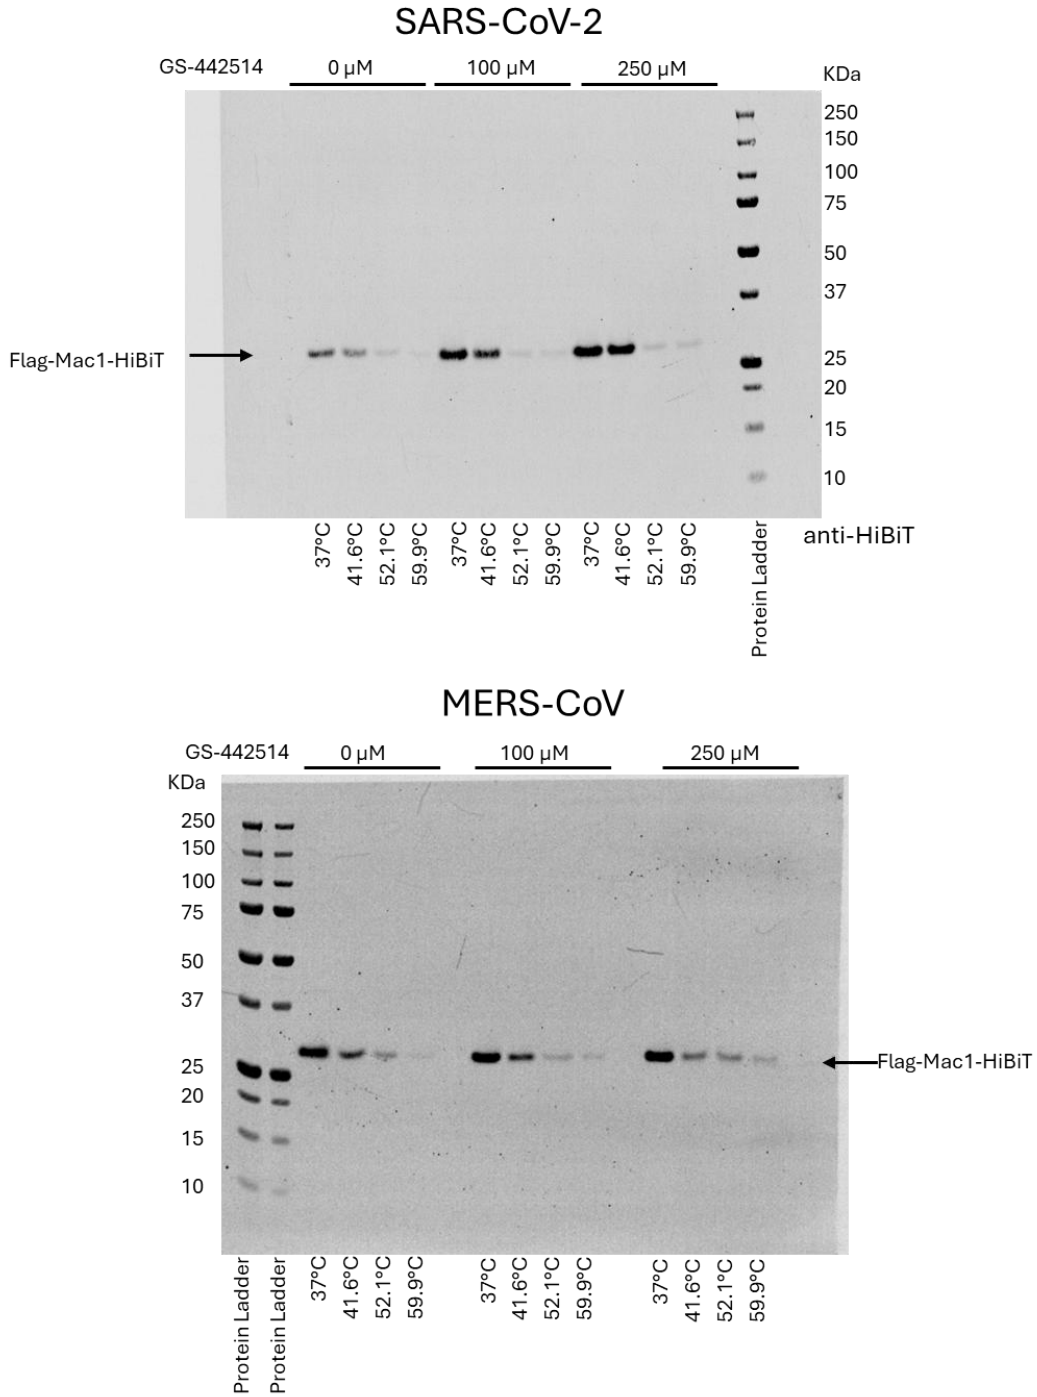 SARS-CoV-2
GS-442514 0 µM 100 µM 250 µM
KDa
250
150
100
75
50
37
Flag-Mac1-HiBiT
25
20
15
10
37°C 41.6°C 52.1°C 59.9°C 37°C 41.6°C 52.1°C 59.9°C 37°C 41.6°C 52.1°C 59.9°C Protein Ladder
anti-HiBiT
MERS-CoV
GS-442514 0 µM 100 µM 250 µM
KDa
250
150
100
75
50
37
25
Flag-Mac1-HiBiT
20
15
10
Protein Ladder Protein Ladder 37°C 41.6°C 52.1°C 59.9°C 37°C 41.6°C 52.1°C 59.9°C 37°C 41.6°C 52.1°C 59.9°C